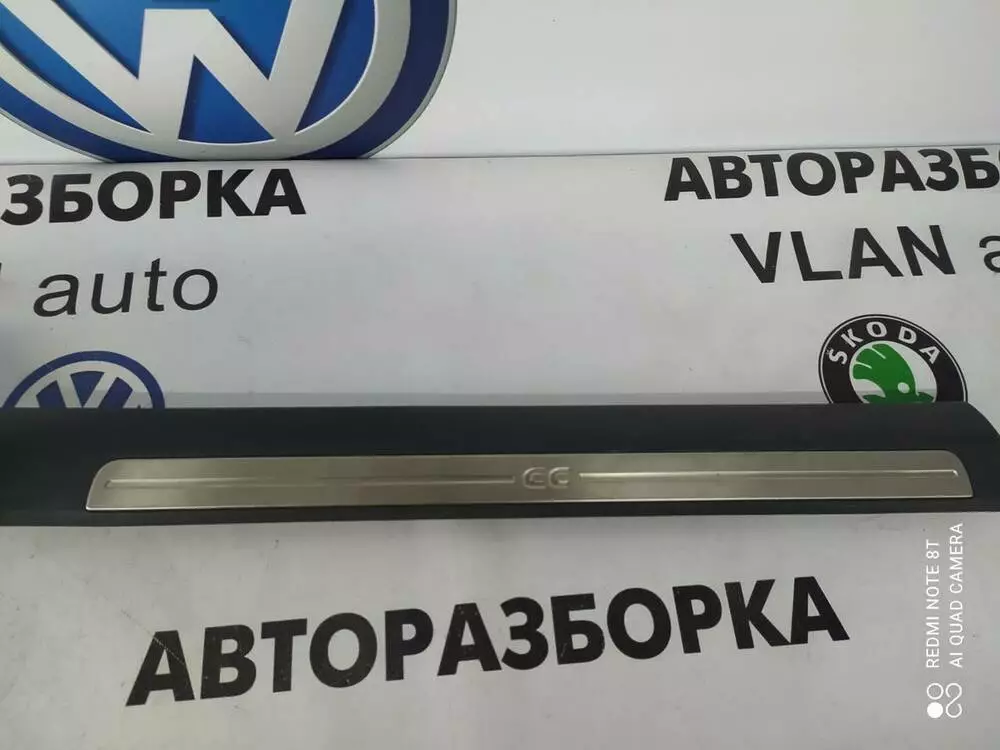 ЗБОРКА
auto
АВТОРАЗБ
VLAN a
ŠKODA
CC
АВТОРАЗБОРКА
REDMI NOTE 8T
AI QUAD CAMERA